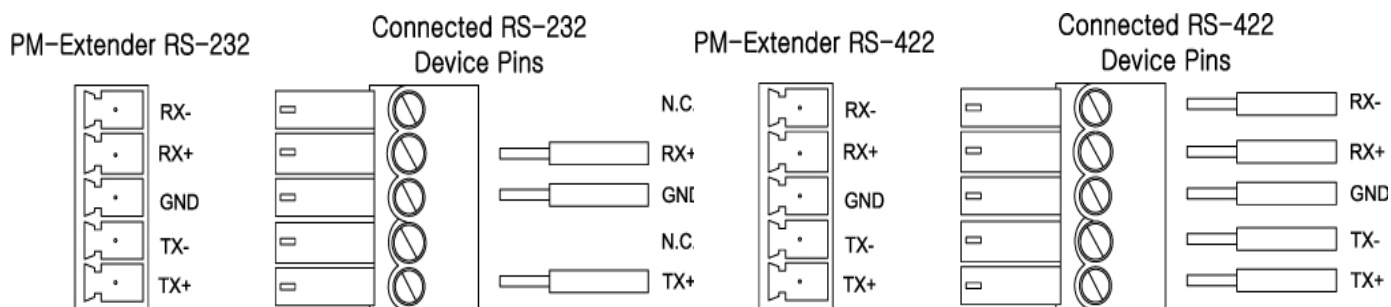 PM-Extender RS-232
Connected RS-232
Device Pins
RX-
RX+
GND
TX-
TX+
N.C.
RX+
GND
N.C.
TX+
PM-Extender RS-422
Connected RS-422
Device Pins
RX-
RX+
GND
TX-
TX+
RX-
RX+
GND
TX-
TX+